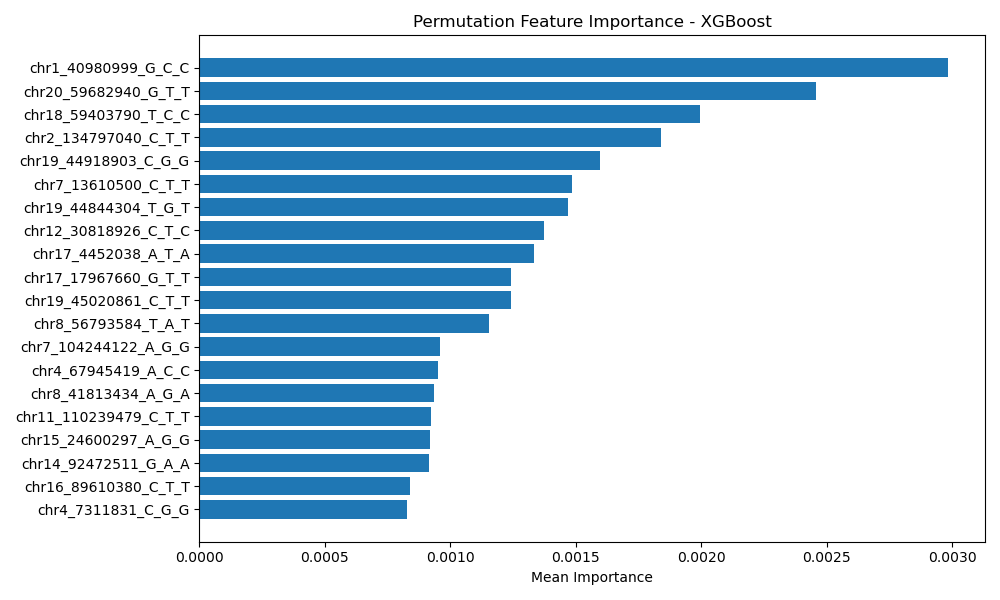 Permutation Feature Importance - XGBoost
chr1_40980999_G_C_C
chr20_59682940_G_T_T
chr18_59403790_T_C_C
chr2_134797040_C_T_T
chr19_44918903_C_G_G
chr7_13610500_C_T_T
chr19_44844304_T_G_T
chr12_30818926_C_T_C
chr17_4452038_A_T_A
chr17_17967660_G_T_T
chr19_45020861_C_T_T
chr8_56793584_T_A_T
chr7_104244122_A_G_G
chr4_67945419_A_C_C
chr8_41813434_A_G_A
chr11_110239479_C_T_T
chr15_24600297_A_G_G
chr14_92472511_G_A_A
chr16_89610380_C_T_T
chr4_7311831_C_G_G
0.0000 0.0005 0.0010 0.0015 0.0020 0.0025 0.0030
Mean Importance